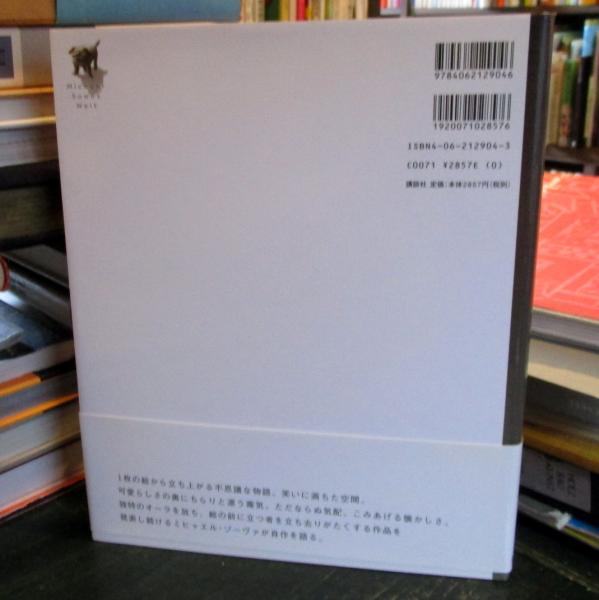 Michael
Sowas
Welt
9784062129046
1920071028576
ISBN4-06-212904-3
C0071 ¥2857E (0)
講談社 定価:本体2857円(税別)
1枚の絵から立ち上がる不思議な物語。笑いに満ちた空間。
可愛らしさの奥にちらりと漂う毒気。ただならぬ気配。こみあげる懐かしさ。
独特のオーラを放ち、絵の前に立つ者を立ち去りがたくする作品を
発表し続けるミヒャエル・ゾーヴァが自作を語る。